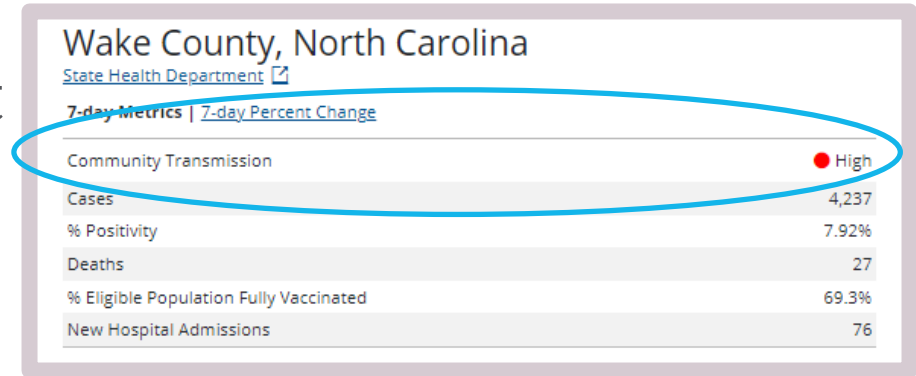 Wake County, North Carolina
State Health Department
7-day Metrics | 7-day Percent Change
Community Transmission High
Cases 4,237
% Positivity 7.92%
Deaths 27
% Eligible Population Fully Vaccinated 69.3%
New Hospital Admissions 76